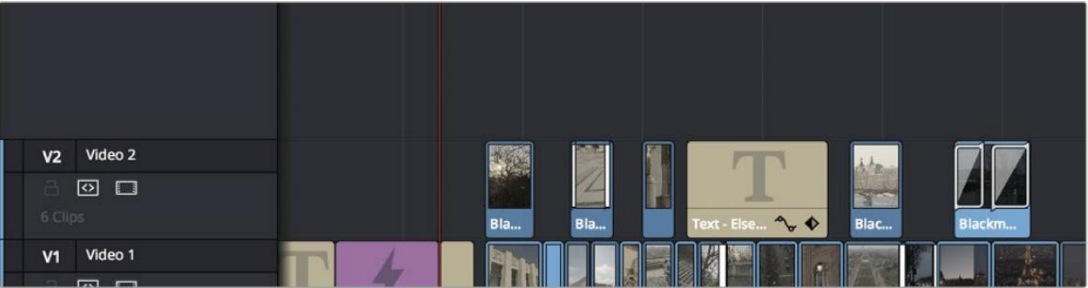 V2 Video 2
6 Clips
Bla...
Bla...
T
Text - Else...
Blac...
Blackm...
V1 Video 1
T